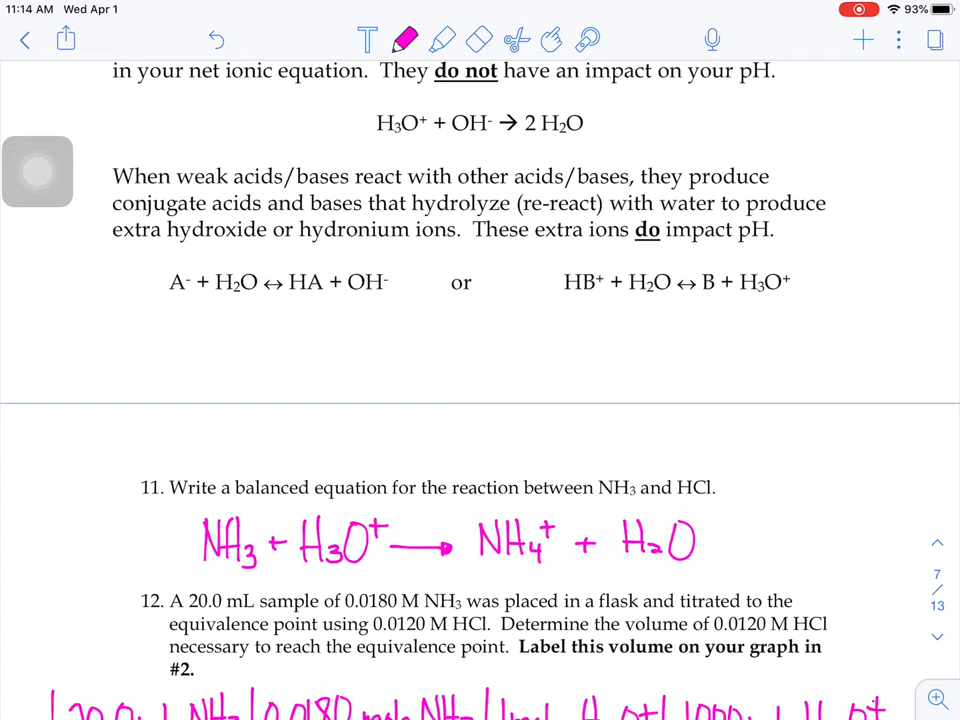 11:14 AM Wed Apr 1
93%
in your net ionic equation. They do not have an impact on your pH.
H₃O⁺ + OH⁻ → 2 H₂O
When weak acids/bases react with other acids/bases, they produce
conjugate acids and bases that hydrolyze (re-react) with water to produce
extra hydroxide or hydronium ions. These extra ions do impact pH.
A⁻ + H₂O ↔ HA + OH⁻ or HB⁺ + H₂O ↔ B + H₃O⁺
11. Write a balanced equation for the reaction between NH₃ and HCl.
NH₃ + H₃O⁺ → NH₄⁺ + H₂O
12. A 20.0 mL sample of 0.0180 M NH₃ was placed in a flask and titrated to the
equivalence point using 0.0120 M HCl. Determine the volume of 0.0120 M HCl
necessary to reach the equivalence point. Label this volume on your graph in
#2.
7
/
13